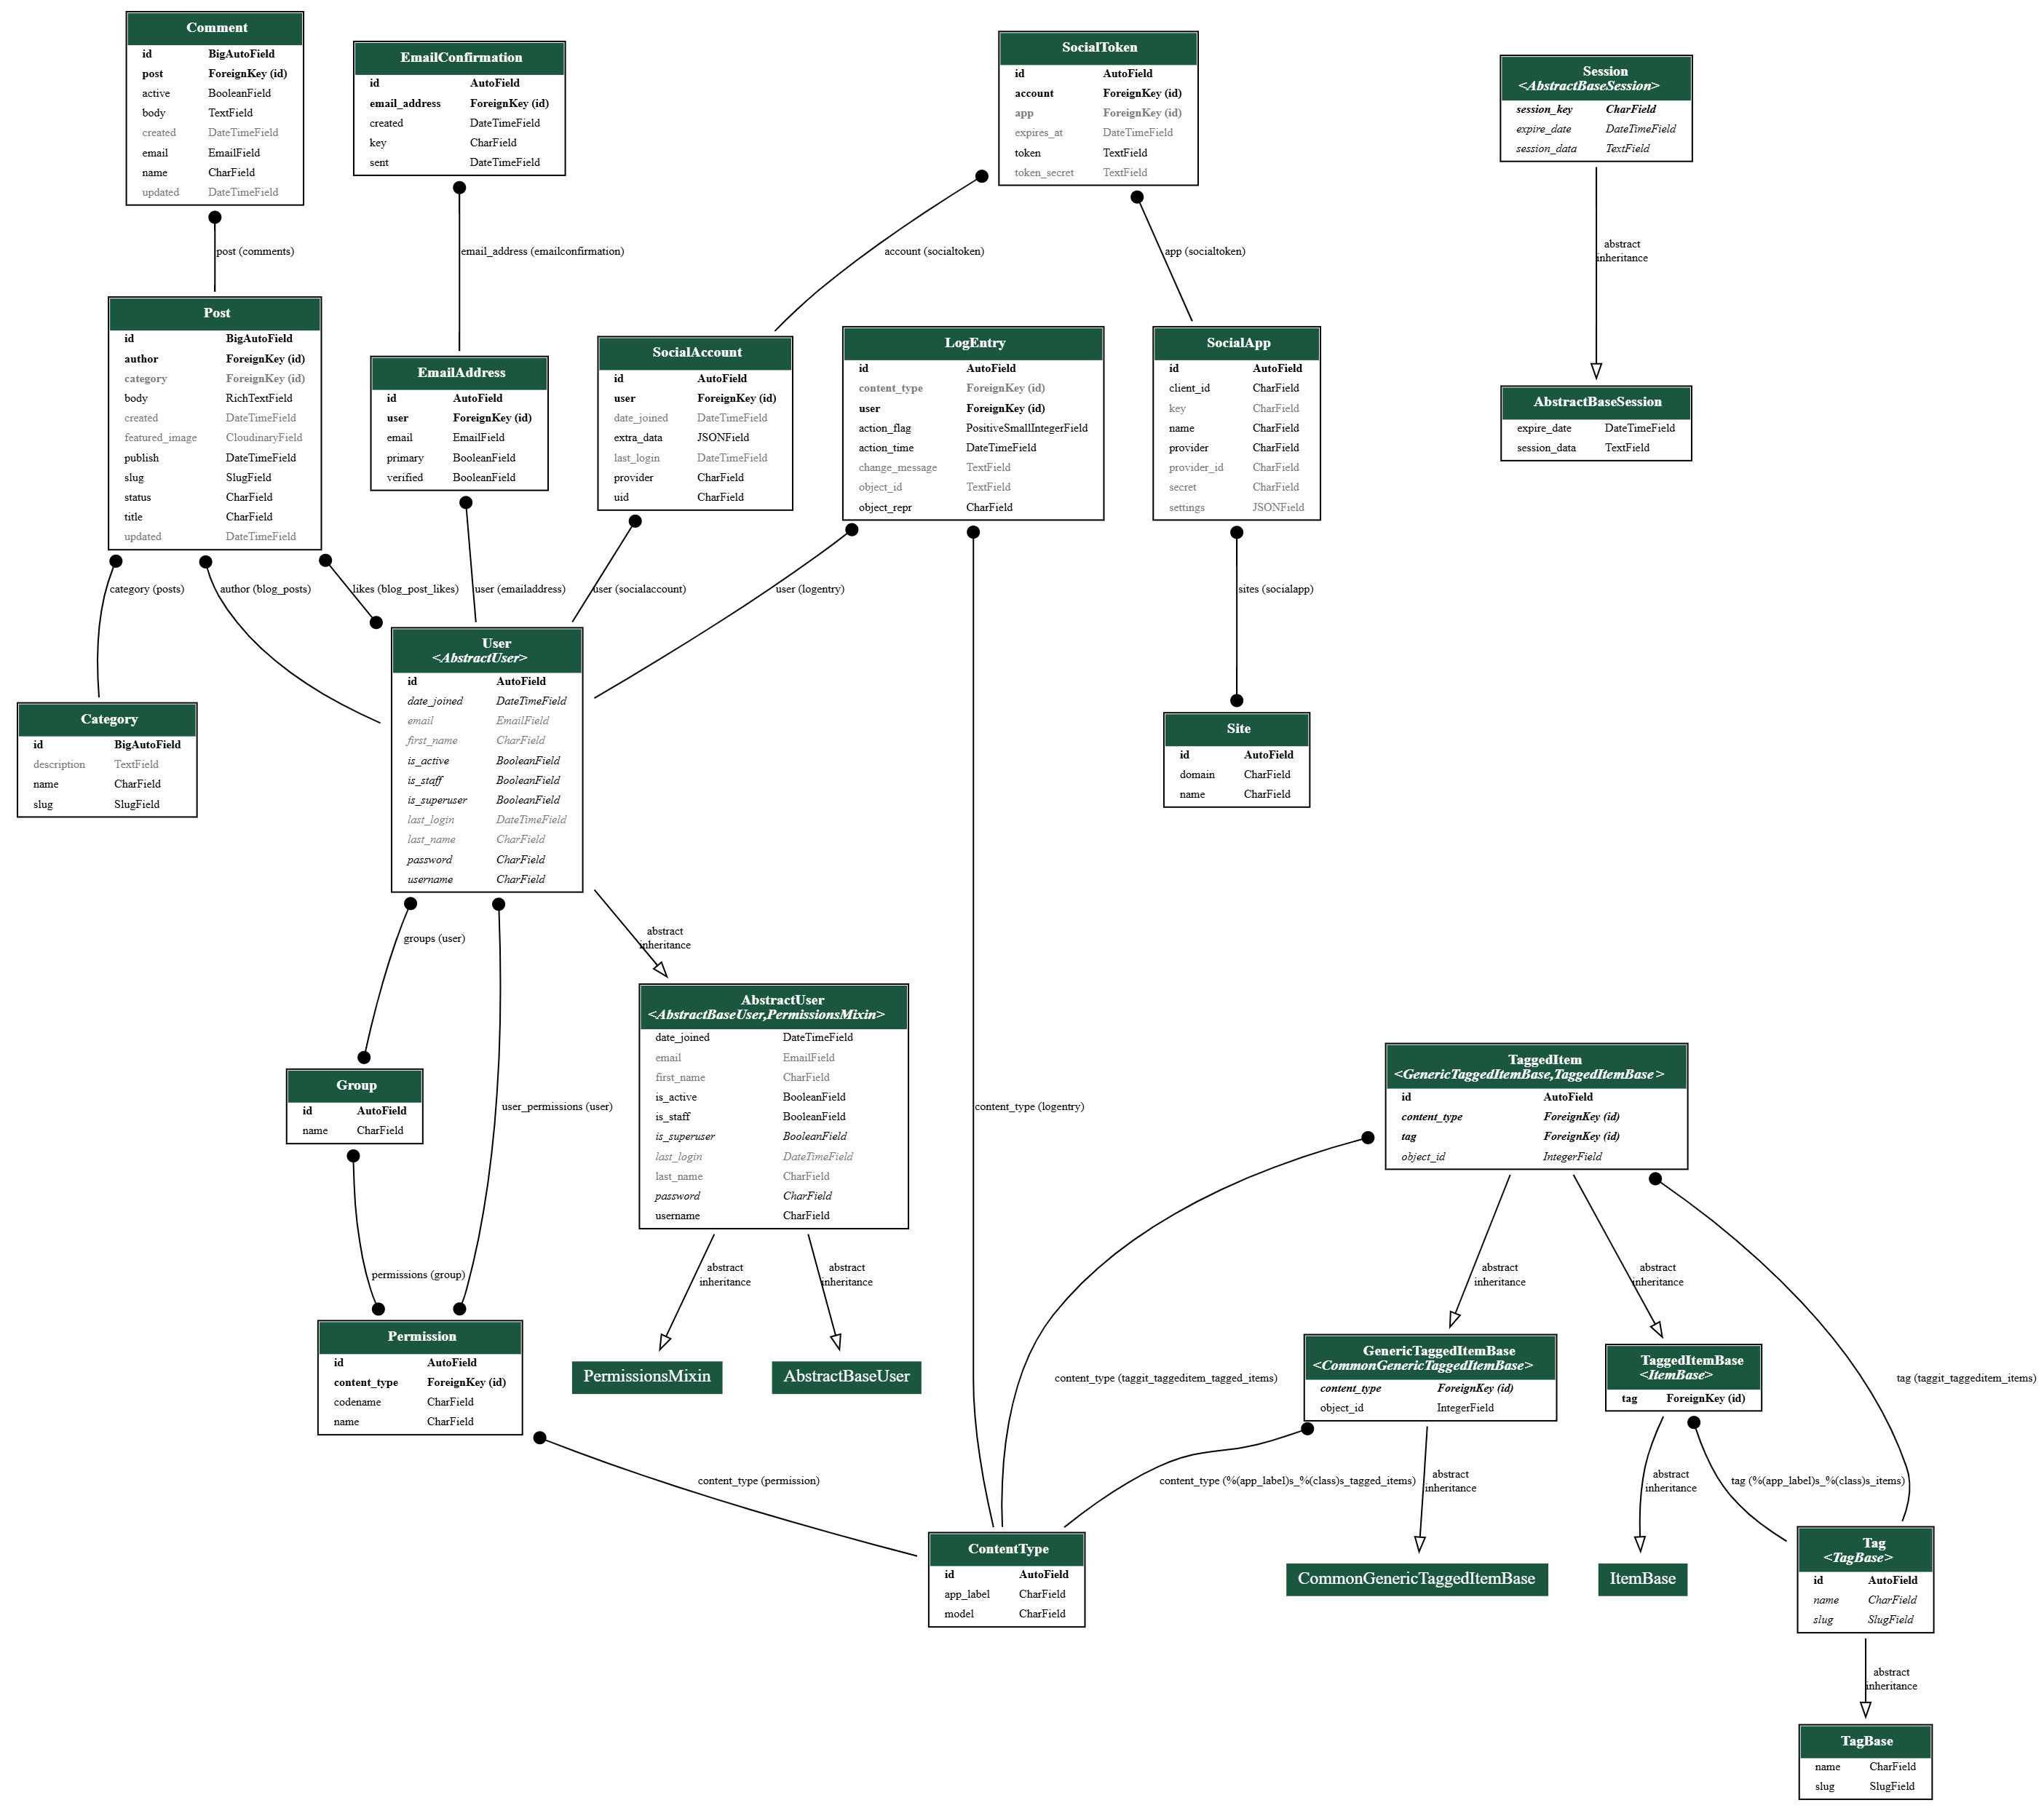 Comment
id BigAutoField
post ForeignKey (id)
active BooleanField
body TextField
created DateTimeField
email EmailField
name CharField
updated DateTimeField
EmailConfirmation
id AutoField
email_address ForeignKey (id)
created DateTimeField
key CharField
sent DateTimeField
SocialToken
id AutoField
account ForeignKey (id)
app ForeignKey (id)
expires_at DateTimeField
token TextField
token_secret TextField
Session
<AbstractBaseSession>
session_key CharField
expire_date DateTimeField
session_data TextField
post (comments)
email_address (emailconfirmation)
account (socialtoken)
app (socialtoken)
abstract
inheritance
Post
id BigAutoField
author ForeignKey (id)
category ForeignKey (id)
body RichTextField
created DateTimeField
featured_image CloudinaryField
publish DateTimeField
slug SlugField
status CharField
title CharField
updated DateTimeField
EmailAddress
id AutoField
user ForeignKey (id)
email EmailField
primary BooleanField
verified BooleanField
SocialAccount
id AutoField
user ForeignKey (id)
date_joined DateTimeField
extra_data JSONField
last_login DateTimeField
provider CharField
uid CharField
LogEntry
id AutoField
content_type ForeignKey (id)
user ForeignKey (id)
action_flag PositiveSmallIntegerField
action_time DateTimeField
change_message TextField
object_id TextField
object_repr CharField
SocialApp
id AutoField
client_id CharField
key CharField
name CharField
provider CharField
provider_id CharField
secret CharField
settings JSONField
AbstractBaseSession
expire_date DateTimeField
session_data TextField
category (posts)
author (blog_posts)
likes (blog_post_likes)
user (emailaddress)
user (socialaccount)
user (logentry)
sites (socialapp)
User
<AbstractUser>
id AutoField
date_joined DateTimeField
email EmailField
first_name CharField
is_active BooleanField
is_staff BooleanField
is_superuser BooleanField
last_login DateTimeField
last_name CharField
password CharField
username CharField
Category
id BigAutoField
description TextField
name CharField
slug SlugField
Site
id AutoField
domain CharField
name CharField
groups (user)
abstract
inheritance
AbstractUser
<AbstractBaseUser,PermissionsMixin>
date_joined DateTimeField
email EmailField
first_name CharField
is_active BooleanField
is_staff BooleanField
is_superuser BooleanField
last_login DateTimeField
last_name CharField
password CharField
username CharField
Group
id AutoField
name CharField
user_permissions (user)
content_type (logentry)
TaggedItem
<GenericTaggedItemBase,TaggedItemBase>
id AutoField
content_type ForeignKey (id)
tag ForeignKey (id)
object_id IntegerField
permissions (group)
abstract
inheritance
abstract
inheritance
abstract
inheritance
abstract
inheritance
Permission
id AutoField
content_type ForeignKey (id)
codename CharField
name CharField
PermissionsMixin
AbstractBaseUser
content_type (taggit_taggeditem_tagged_items)
GenericTaggedItemBase
<CommonGenericTaggedItemBase>
content_type ForeignKey (id)
object_id IntegerField
TaggedItemBase
<ItemBase>
tag ForeignKey (id)
tag (taggit_taggeditem_items)
content_type (permission)
content_type (%(app_label)s_%(class)s_tagged_items)
abstract
inheritance
abstract
inheritance
tag (%(app_label)s_%(class)s_items)
ContentType
id AutoField
app_label CharField
model CharField
CommonGenericTaggedItemBase
ItemBase
Tag
<TagBase>
id AutoField
name CharField
slug SlugField
abstract
inheritance
TagBase
name CharField
slug SlugField